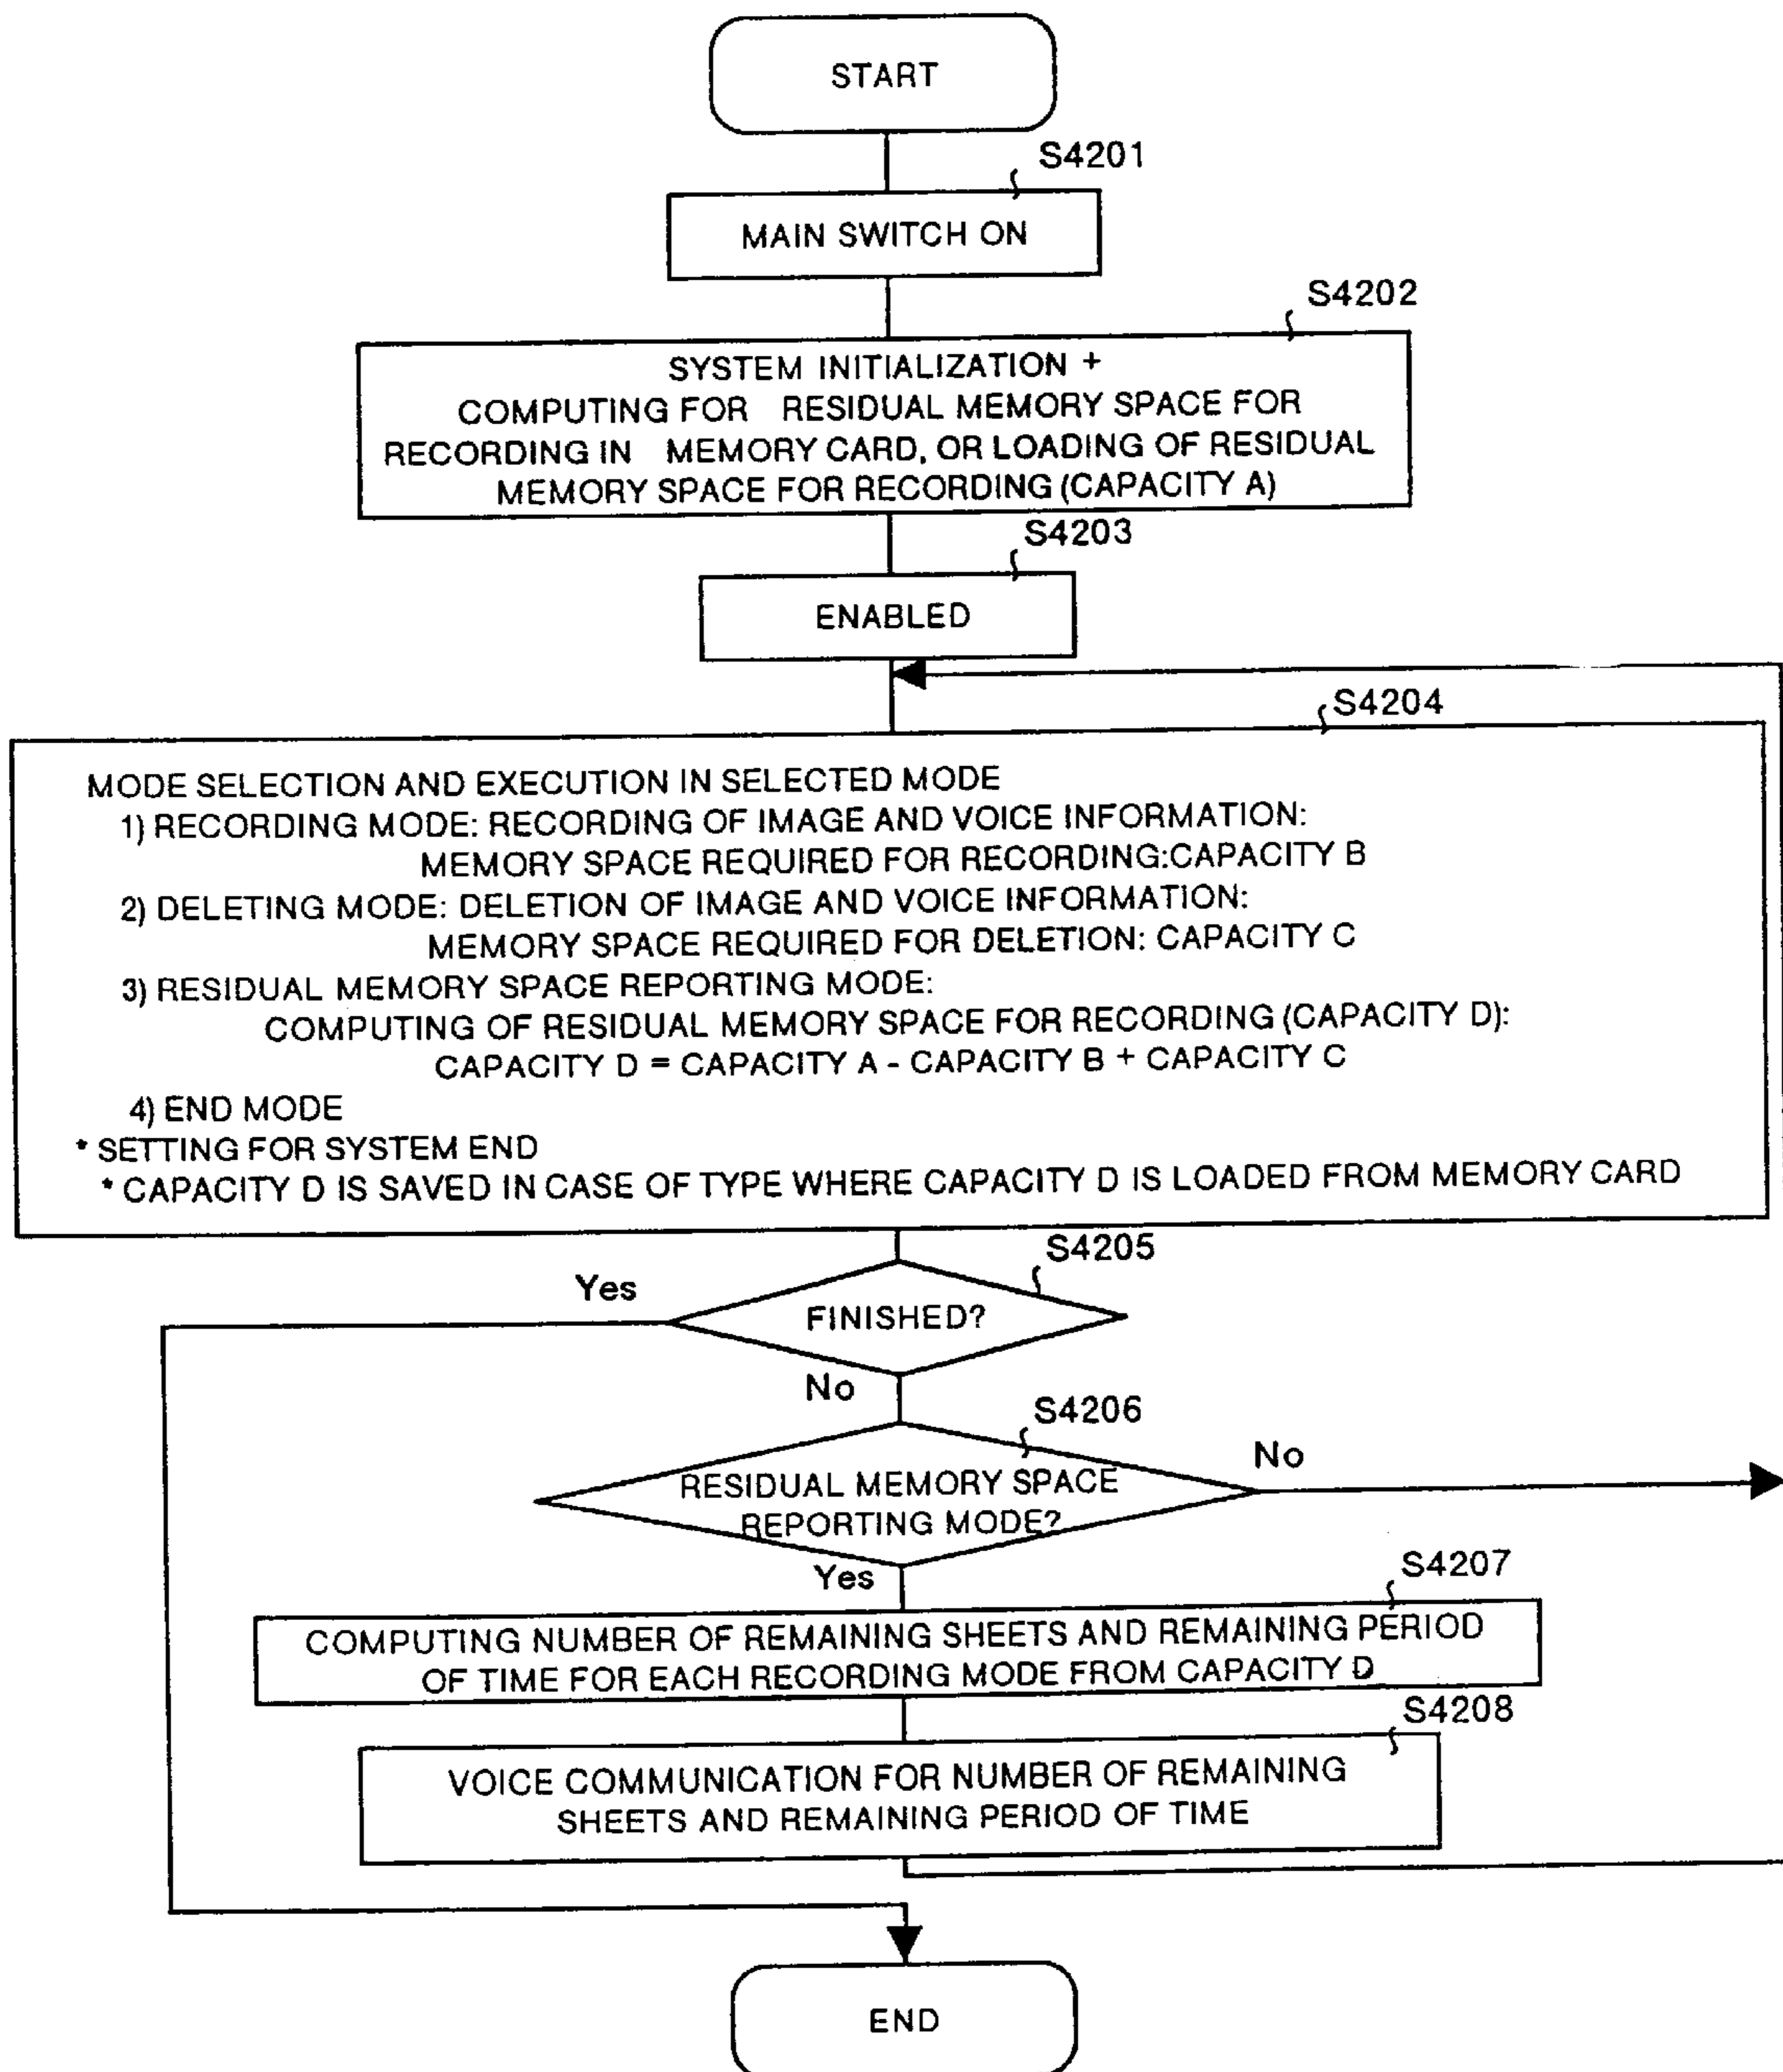 START
S4201
MAIN SWITCH ON
S4202
SYSTEM INITIALIZATION +
COMPUTING FOR RESIDUAL MEMORY SPACE FOR
RECORDING IN MEMORY CARD, OR LOADING OF RESIDUAL
MEMORY SPACE FOR RECORDING (CAPACITY A)
S4203
ENABLED
S4204
MODE SELECTION AND EXECUTION IN SELECTED MODE
1) RECORDING MODE: RECORDING OF IMAGE AND VOICE INFORMATION:
MEMORY SPACE REQUIRED FOR RECORDING:CAPACITY B
2) DELETING MODE: DELETION OF IMAGE AND VOICE INFORMATION:
MEMORY SPACE REQUIRED FOR DELETION: CAPACITY C
3) RESIDUAL MEMORY SPACE REPORTING MODE:
COMPUTING OF RESIDUAL MEMORY SPACE FOR RECORDING (CAPACITY D):
CAPACITY D = CAPACITY A - CAPACITY B + CAPACITY C
4) END MODE
* SETTING FOR SYSTEM END
* CAPACITY D IS SAVED IN CASE OF TYPE WHERE CAPACITY D IS LOADED FROM MEMORY CARD
S4205
Yes
FINISHED?
No
S4206
No
RESIDUAL MEMORY SPACE
REPORTING MODE?
Yes
S4207
COMPUTING NUMBER OF REMAINING SHEETS AND REMAINING PERIOD
OF TIME FOR EACH RECORDING MODE FROM CAPACITY D
S4208
VOICE COMMUNICATION FOR NUMBER OF REMAINING
SHEETS AND REMAINING PERIOD OF TIME
END